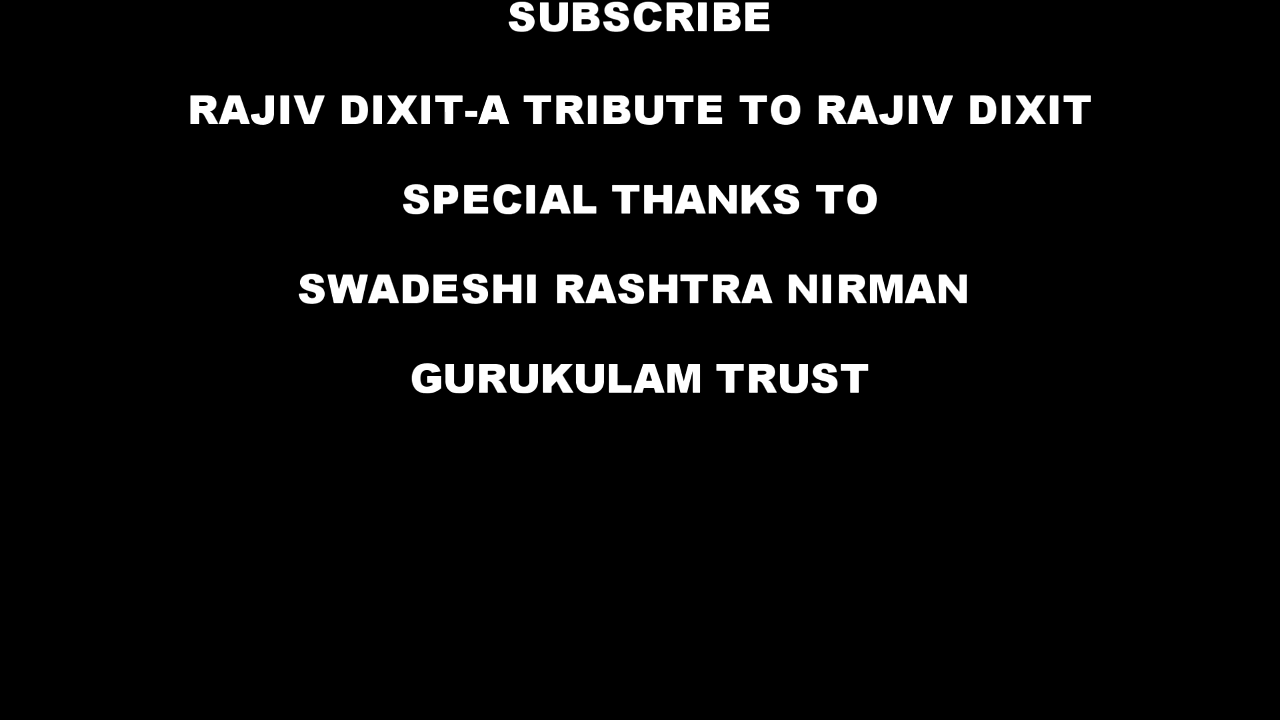 SUBSCRIBE
RAJIV DIXIT-A TRIBUTE TO RAJIV DIXIT
SPECIAL THANKS TO
SWADESHI RASHTRA NIRMAN
GURUKULAM TRUST